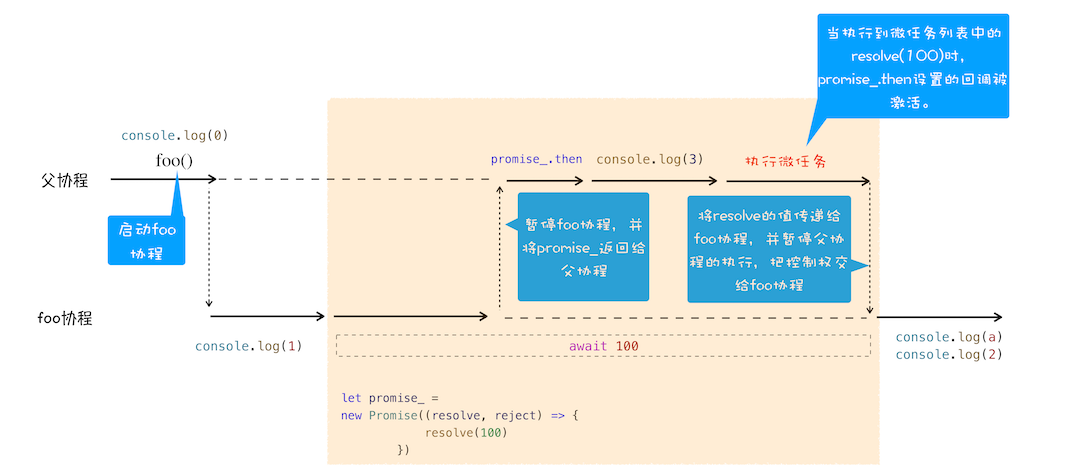 当执行到微任务列表中的
resolve(100)时，
promise_.then设置的回调被
激活。
console.log(0)
foo()
promise_.then
console.log(3)
执行微任务
父协程
启动foo
协程
暂停foo协程，并
将promise_返回给
父协程
将resolve的值传递给
foo协程，并暂停父协
程的执行，把控制权交
给foo协程
foo协程
console.log(1)
await 100
console.log(a)
console.log(2)
let promise_ =
new Promise((resolve, reject) => {
resolve(100)
})